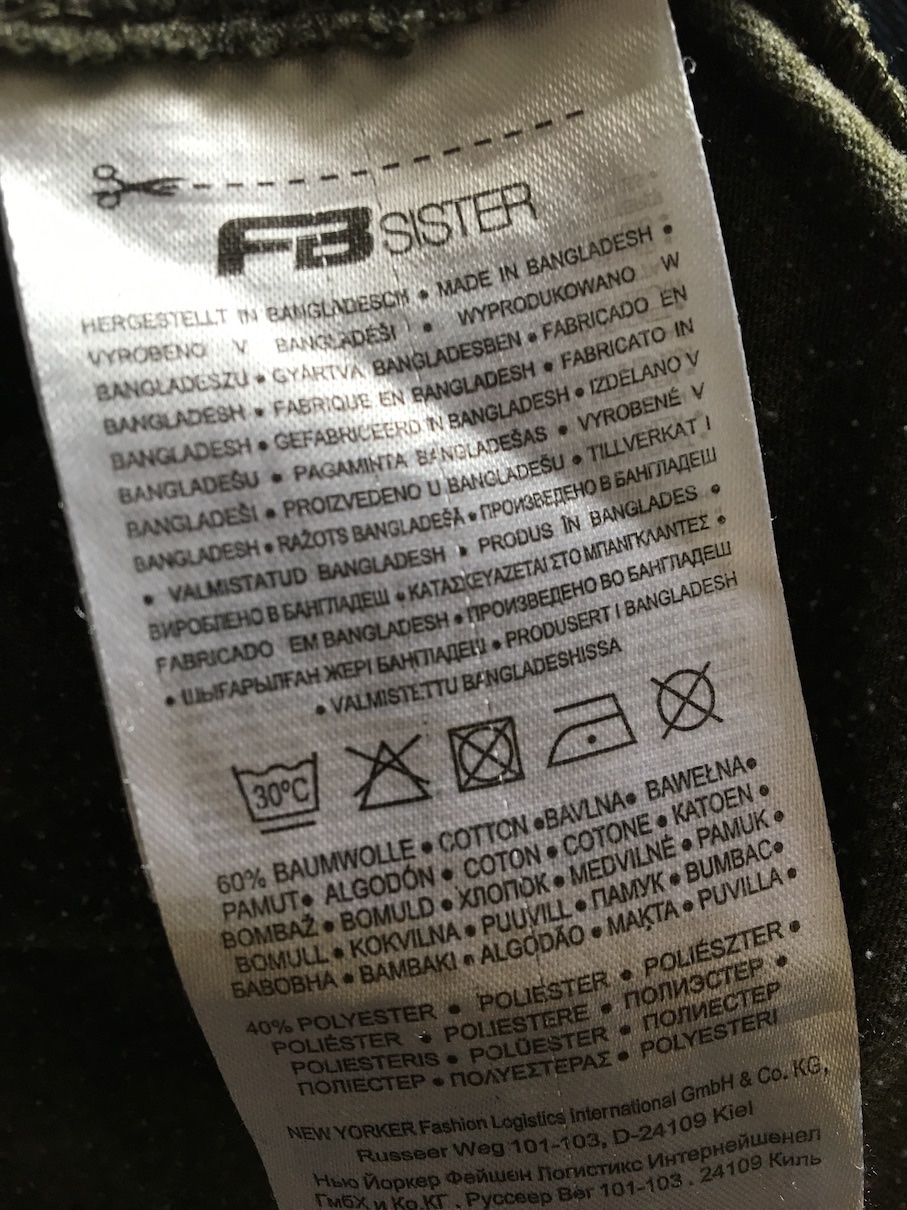 FB SISTER
HERGESTELLT IN BANGLADESCH • MADE IN BANGLADESH •
VYROBENO V BANGLADÉŠI • WYPRODUKOWANO W
BANGLADESZU • GYÁRTVA BANGLADESBEN • FABRICADO EN
BANGLADESH • FABRIQUE EN BANGLADESH • FABRICATO IN
BANGLADESH • GEFABRICEERD IN BANGLADESH • IZDELANO V
BANGLADEŠU • PAGAMINTA BANGLADEŠAS • VYROBENÉ V
BANGLADEŠI • PROIZVEDENO U BANGLADEŠU • TILLVERKAT I
BANGLADESH • RAŽOTS BANGLADEŠĀ • ПРОИЗВЕДЕНО В БАНГЛАДЕШ
• VALMISTATUD BANGLADESH • PRODUS ÎN BANGLADES •
ВИРОБЛЕНО В БАНГЛАДЕШ • ΚΑΤΑΣΚΕΥΑΖΕΤΑΙ ΣΤΟ ΜΠΑΝΓΚΛΑΝΤΕΣ •
FABRICADO EM BANGLADESH • ПРОИЗВЕДЕНО ВО БАНГЛАДЕШ
• ШЫҒАРЫЛҒАН ЖЕРІ БАНГЛАДЕШ • PRODUSERT I BANGLADESH
• VALMISTETTU BANGLADESHISSA
30°C
60% BAUMWOLLE • COTTON • BAVLNA • BAWEŁNA •
PAMUT • ALGODÓN • COTON • COTONE • KATOEN •
BOMBAŽ • BOMULD • ХЛОПОК • MEDVILNĖ • PAMUK •
BOMULL • KOKVILNA • PUUVILL • ПАМУК • BUMBAC •
БАВОВНА • BAMBAKI • ALGODÃO • МАҚТА • PUVILLA •
40% POLYESTER • POLIESTER • POLIÉSZTER •
POLIÉSTER • POLIESTERE • ПОЛИЭСТЕР •
POLIESTERIS • POLÜESTER • ПОЛИЕСТЕР
ПОЛІЕСТЕР • ΠΟΛΥΕΣΤΕΡΑΣ • POLYESTERI
NEW YORKER Fashion Logistics International GmbH & Co. KG,
Russeer Weg 101-103, D-24109 Kiel
Нью Йоркер Фейшен Логистикс Интернейшенел
ГмбХ и Ко.КГ . Руссеер Вег 101-103 . 24109 Киль